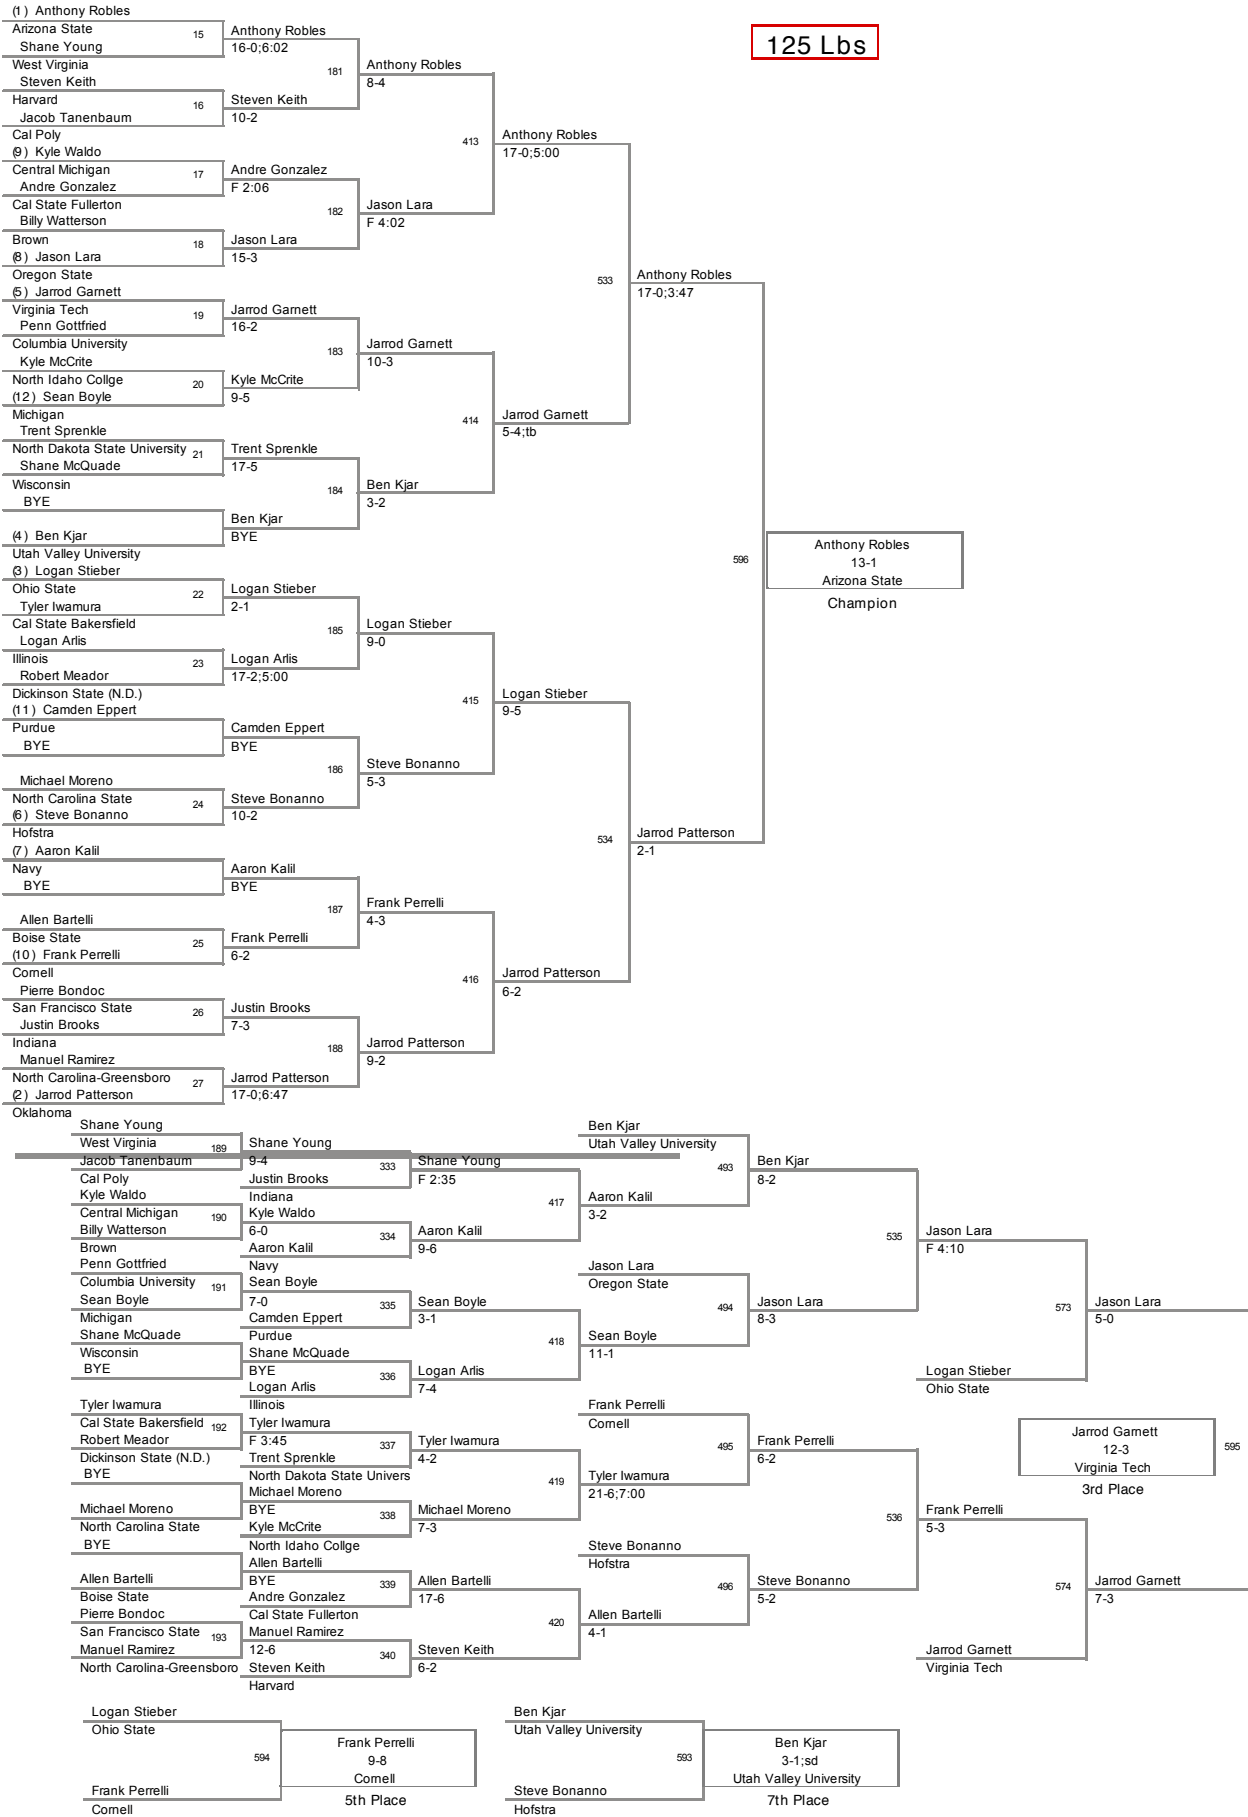 (1) Anthony Robles
Arizona State
15
Shane Young
West Virginia
Steven Keith
Harvard
16
Jacob Tanenbaum
Cal Poly
(9) Kyle Waldo
Central Michigan
17
Andre Gonzalez
Cal State Fullerton
Billy Watterson
Brown
18
(8) Jason Lara
Oregon State
(5) Jarrod Garnett
Virginia Tech
19
Penn Gottfried
Columbia University
Kyle McCrite
North Idaho Collge
20
(12) Sean Boyle
Michigan
Trent Sprenkle
North Dakota State University
21
Shane McQuade
Wisconsin
BYE
(4) Ben Kjar
Utah Valley University
(3) Logan Stieber
Ohio State
22
Tyler Iwamura
Cal State Bakersfield
Logan Arlis
Illinois
23
Robert Meador
Dickinson State (N.D.)
(11) Camden Eppert
Purdue
BYE
Michael Moreno
North Carolina State
24
(6) Steve Bonanno
Hofstra
(7) Aaron Kalil
Navy
BYE
Allen Bartelli
Boise State
25
(10) Frank Perrelli
Cornell
Pierre Bondoc
San Francisco State
26
Justin Brooks
Indiana
Manuel Ramirez
North Carolina-Greensboro
27
(2) Jarrod Patterson
Oklahoma
Anthony Robles
16-0;6:02
181
Steven Keith
10-2
Andre Gonzalez
F 2:06
182
Jason Lara
15-3
Jarrod Garnett
16-2
183
Kyle McCrite
9-5
Trent Sprenkle
17-5
184
Ben Kjar
BYE
Logan Stieber
2-1
185
Logan Arlis
17-2;5:00
Camden Eppert
BYE
186
Steve Bonanno
10-2
Aaron Kalil
BYE
187
Frank Perrelli
6-2
Justin Brooks
7-3
188
Jarrod Patterson
17-0;6:47
Anthony Robles
8-4
413
Jason Lara
F 4:02
Jarrod Garnett
10-3
414
Ben Kjar
3-2
Logan Stieber
9-0
415
Steve Bonanno
5-3
Frank Perrelli
4-3
416
Jarrod Patterson
9-2
Anthony Robles
17-0;5:00
533
Jarrod Garnett
5-4;tb
Logan Stieber
9-5
534
Jarrod Patterson
6-2
125 Lbs
Anthony Robles
17-0;3:47
596
Jarrod Patterson
2-1
Anthony Robles
13-1
Arizona State
Champion
Shane Young
West Virginia
189
Jacob Tanenbaum
Cal Poly
Kyle Waldo
Central Michigan
190
Billy Watterson
Brown
Penn Gottfried
Columbia University
191
Sean Boyle
Michigan
Shane McQuade
Wisconsin
BYE
Tyler Iwamura
Cal State Bakersfield
192
Robert Meador
Dickinson State (N.D.)
BYE
Michael Moreno
North Carolina State
BYE
Allen Bartelli
Boise State
Pierre Bondoc
San Francisco State
193
Manuel Ramirez
North Carolina-Greensboro
Shane Young
9-4
333
Justin Brooks
Indiana
Kyle Waldo
6-0
334
Aaron Kalil
Navy
Sean Boyle
7-0
335
Camden Eppert
Purdue
Shane McQuade
BYE
336
Logan Arlis
Illinois
Tyler Iwamura
F 3:45
337
Trent Sprenkle
North Dakota State Univers
Michael Moreno
BYE
338
Kyle McCrite
North Idaho Collge
Allen Bartelli
BYE
339
Andre Gonzalez
Cal State Fullerton
Manuel Ramirez
12-6
340
Steven Keith
Harvard
Shane Young
F 2:35
417
Aaron Kalil
9-6
Sean Boyle
3-1
418
Logan Arlis
7-4
Tyler Iwamura
4-2
419
Michael Moreno
7-3
Allen Bartelli
17-6
420
Steven Keith
6-2
Ben Kjar
Utah Valley University
493
Aaron Kalil
3-2
Jason Lara
Oregon State
494
Sean Boyle
11-1
Frank Perrelli
Cornell
495
Tyler Iwamura
21-6;7:00
Steve Bonanno
Hofstra
496
Allen Bartelli
4-1
Ben Kjar
8-2
535
Jason Lara
8-3
Frank Perrelli
6-2
536
Steve Bonanno
5-2
Jason Lara
F 4:10
573
Logan Stieber
Ohio State
Frank Perrelli
5-3
574
Jarrod Garnett
Virginia Tech
Jason Lara
5-0
Jarrod Garnett
12-3
Virginia Tech
595
3rd Place
Jarrod Garnett
7-3
Logan Stieber
Ohio State
594
Frank Perrelli
Cornell
Frank Perrelli
9-8
Cornell
5th Place
Ben Kjar
Utah Valley University
593
Steve Bonanno
Hofstra
Ben Kjar
3-1;sd
Utah Valley University
7th Place